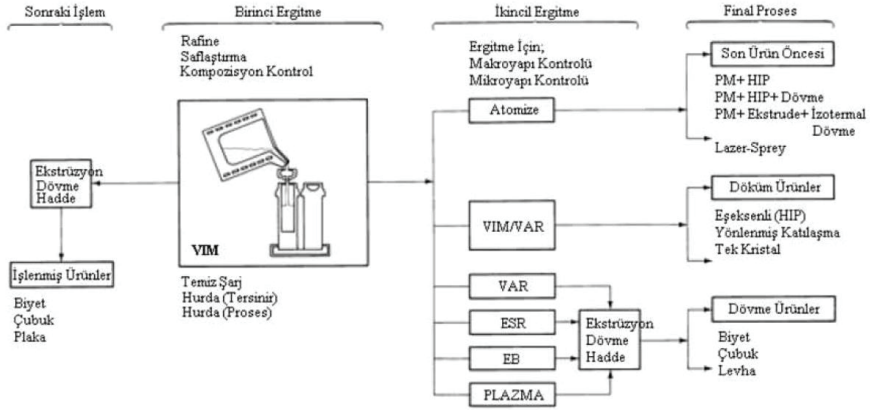 Sonraki İşlem
Birinci Ergitme
İkincil Ergitme
Final Proses
Rafine
Saflaştırma
Kompozisyon Kontrol
Ergitme İçin;
Makroyapı Kontrolü
Mikroyapı Kontrolü
Ekstrüzyon
Dövme
Hadde
İşlenmiş Ürünler
Biyet
Çubuk
Plaka
VIM
Temiz Şarj
Hurda (Tersinir)
Hurda (Proses)
Atomize
VIM/VAR
VAR
ESR
EB
PLAZMA
Ekstrüzyon
Dövme
Hadde
Son Ürün Öncesi
PM+ HIP
PM+ HIP+ Dövme
PM+ Ekstrude+ İzotermal
Dövme
Lazer-Sprey
Döküm Ürünler
Eşeksenli (HIP)
Yönlenmiş Katılaşma
Tek Kristal
Dövme Ürünler
Biyet
Çubuk
Levha